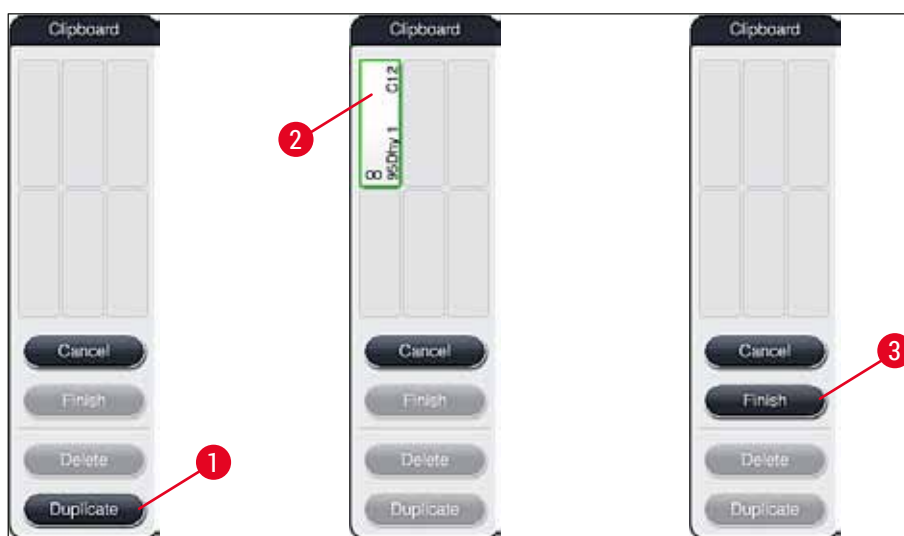 Clipboard
Cancel
Finish
Delete
Duplicate
1
Clipboard
C12
95Dhy 1
8
2
Cancel
Finish
Delete
Duplicate
Clipboard
Cancel
Finish
Delete
Duplicate
3